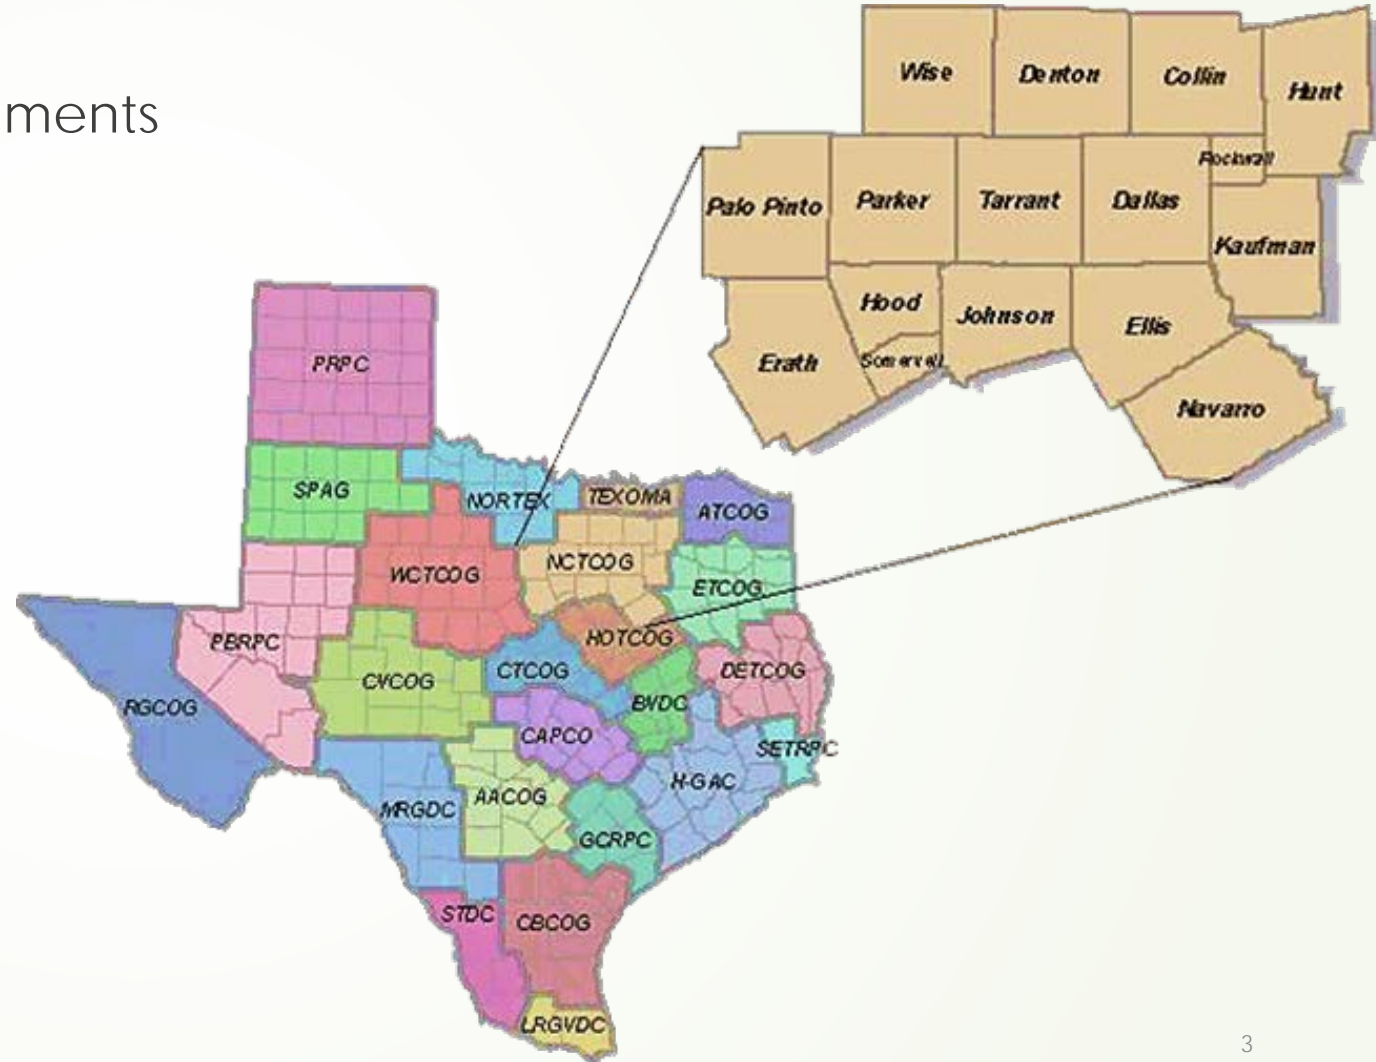 ments
Wise
Denton
Collin
Hunt
Rockwall
Palo Pinto
Parker
Tarrant
Dallas
Kaufman
Hood
Johnson
Ellis
Erath
Somervell
Navarro
PRPC
SPAG
NORTEX
TEXOMA
ATCOG
WCTCOG
NCTCOG
ETCOG
PBRPC
HOTCOG
CVCOG
CTCOG
DETCOG
RGCOG
BVDC
CAPCO
SETRPC
H-GAC
MRGDC
AACOG
GCRPC
STDC
CBCOG
LRGVDC
3